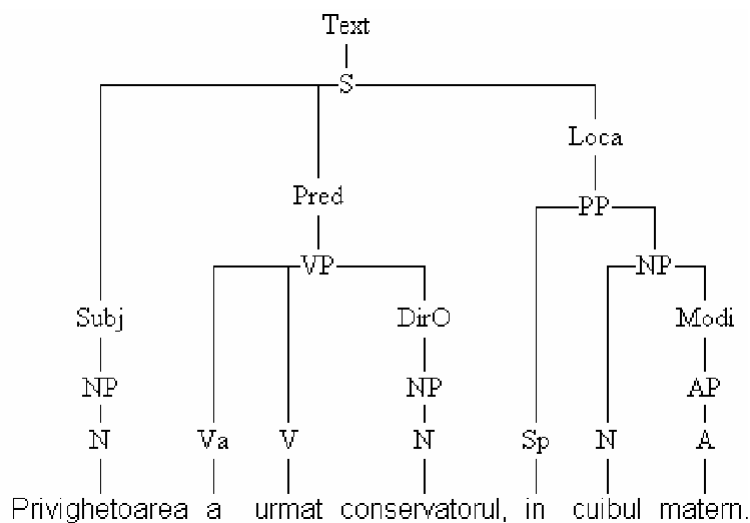 Text
S
Loca
Pred
PP
VP
NP
Subj
DirO
Modi
NP
NP
AP
N
Va
V
N
Sp
N
A
Privighetoarea a urmat conservatorul, in cuibul matern.